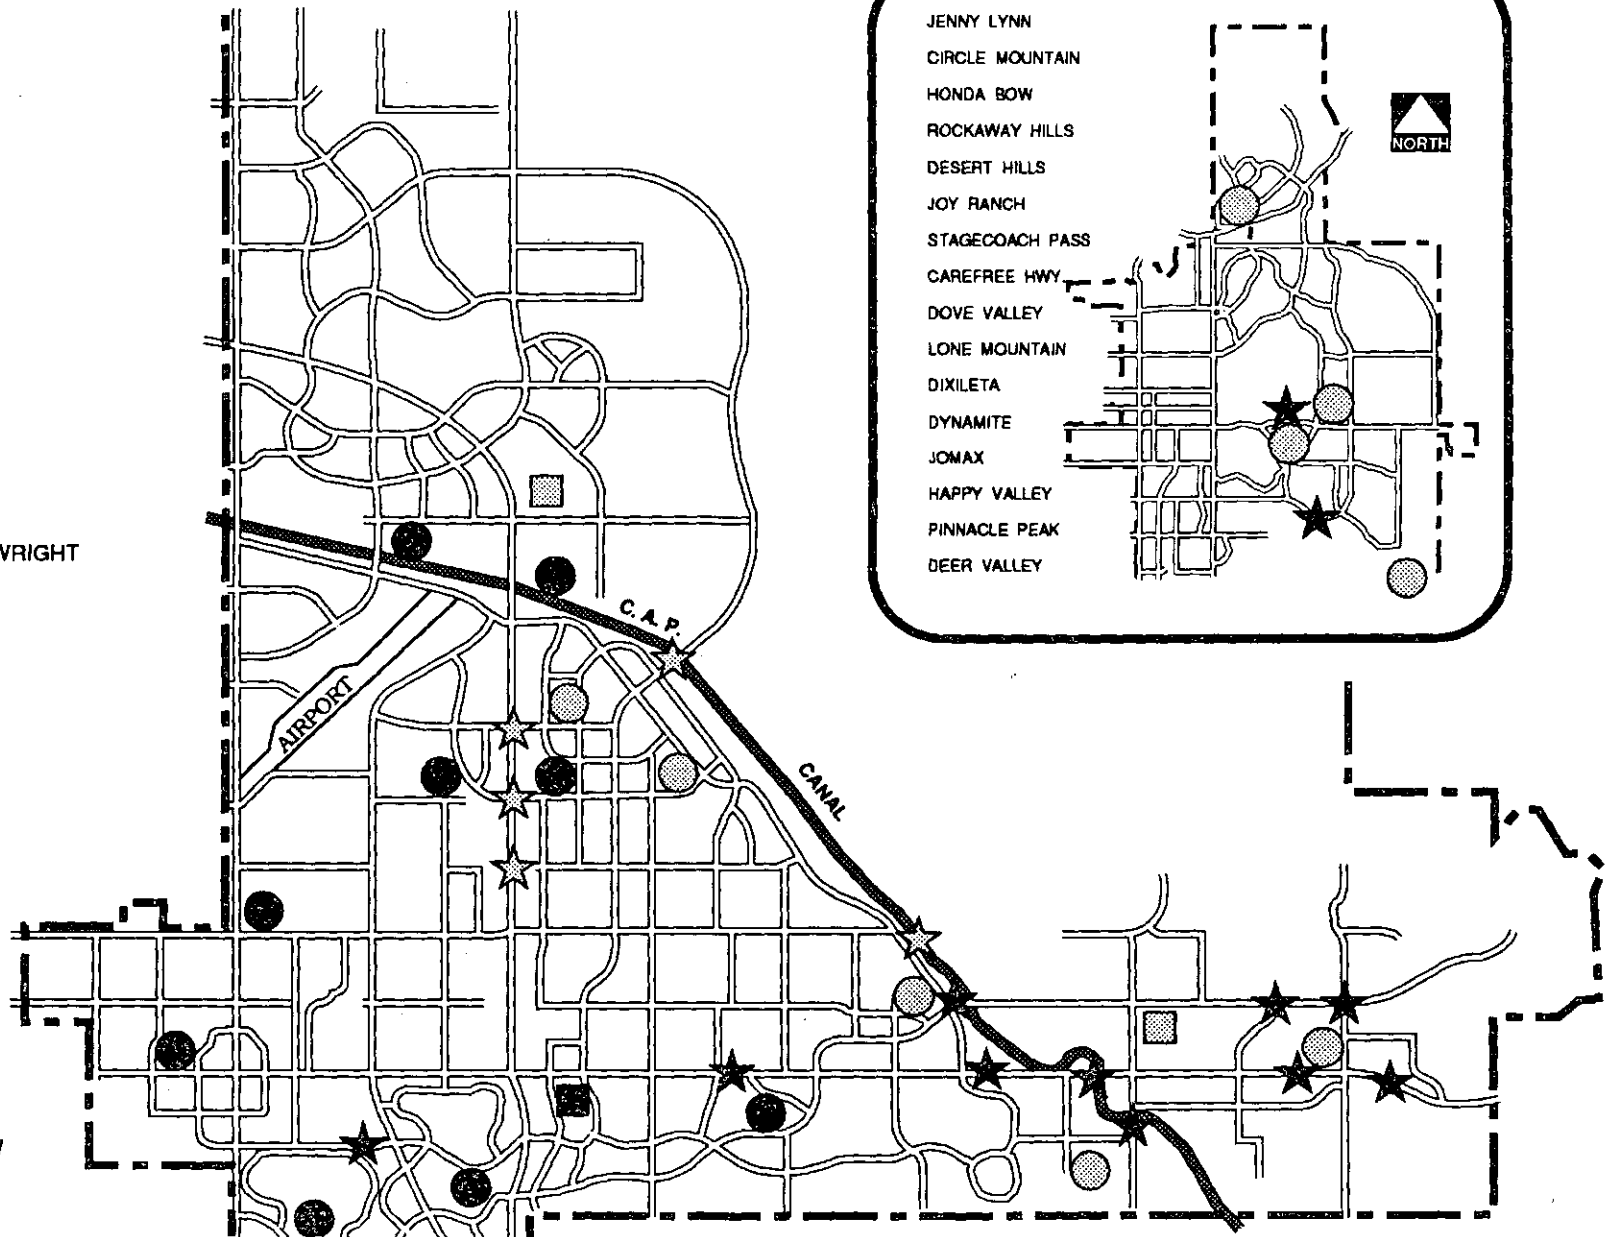 JENNY LYNN
CIRCLE MOUNTAIN
HONDA BOW
ROCKAWAY HILLS
DESERT HILLS
JOY RANCH
STAGECOACH PASS
CAREFREE HWY.
DOVE VALLEY
LONE MOUNTAIN
DIXILETA
DYNAMITE
JOMAX
HAPPY VALLEY
PINNACLE PEAK
DEER VALLEY
NORTH
WRIGHT
C. A. P.
CANAL
AIRPORT